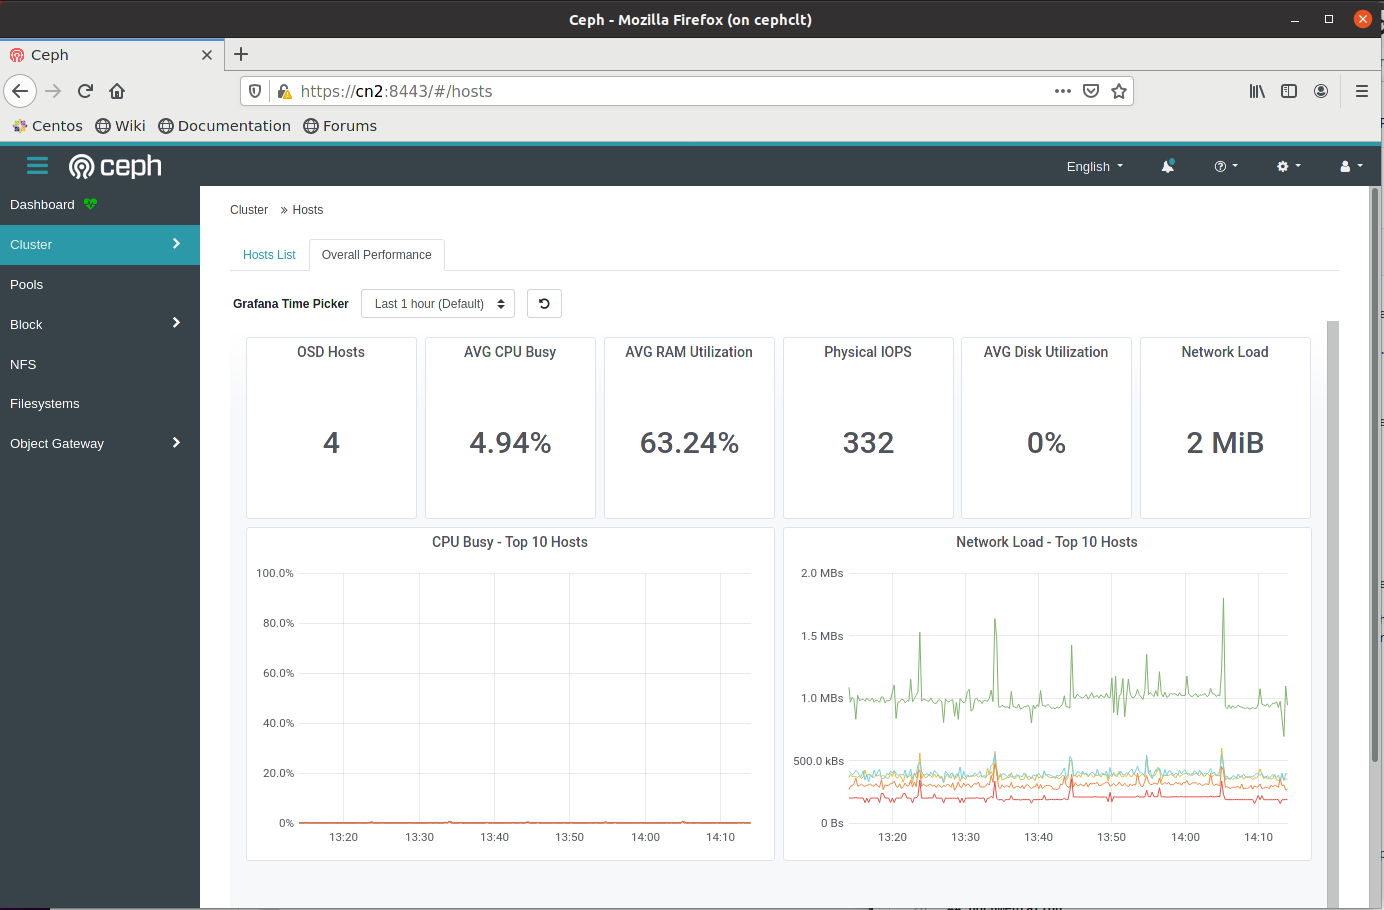 Ceph - Mozilla Firefox (on cephclt)
Ceph
https://cn2:8443/#/hosts
Centos Wiki Documentation Forums
ceph
English
Dashboard
Cluster
Pools
Block
NFS
Filesystems
Object Gateway
Cluster » Hosts
Hosts List Overall Performance
Grafana Time Picker Last 1 hour (Default)
OSD Hosts
4
AVG CPU Busy
4.94%
AVG RAM Utilization
63.24%
Physical IOPS
332
AVG Disk Utilization
0%
Network Load
2 MiB
CPU Busy - Top 10 Hosts
100.0%
80.0%
60.0%
40.0%
20.0%
0%
13:20 13:30 13:40 13:50 14:00 14:10
Network Load - Top 10 Hosts
2.0 MBs
1.5 MBs
1.0 MBs
500.0 kBs
0 Bs
13:20 13:30 13:40 13:50 14:00 14:10